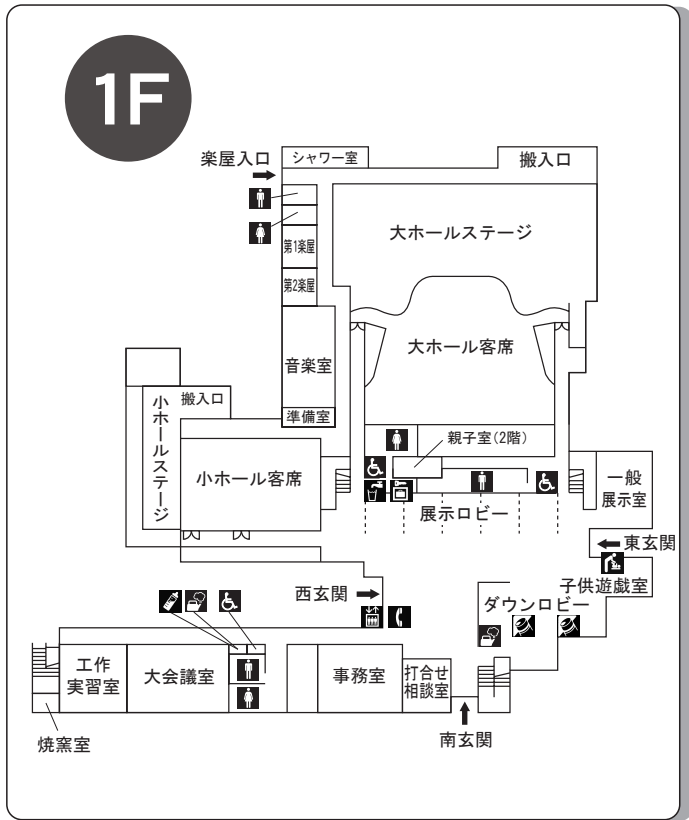 1F
楽屋入口
シャワー室
搬入口
大ホールステージ
第1楽屋
第2楽屋
大ホール客席
音楽室
準備室
搬入口
小ホールステージ
親子室(2階)
小ホール客席
一般
展示室
展示ロビー
東玄関
子供遊戯室
西玄関
ダウンロビー
工作
実習室
大会議室
事務室
打合せ
相談室
南玄関
焼窯室